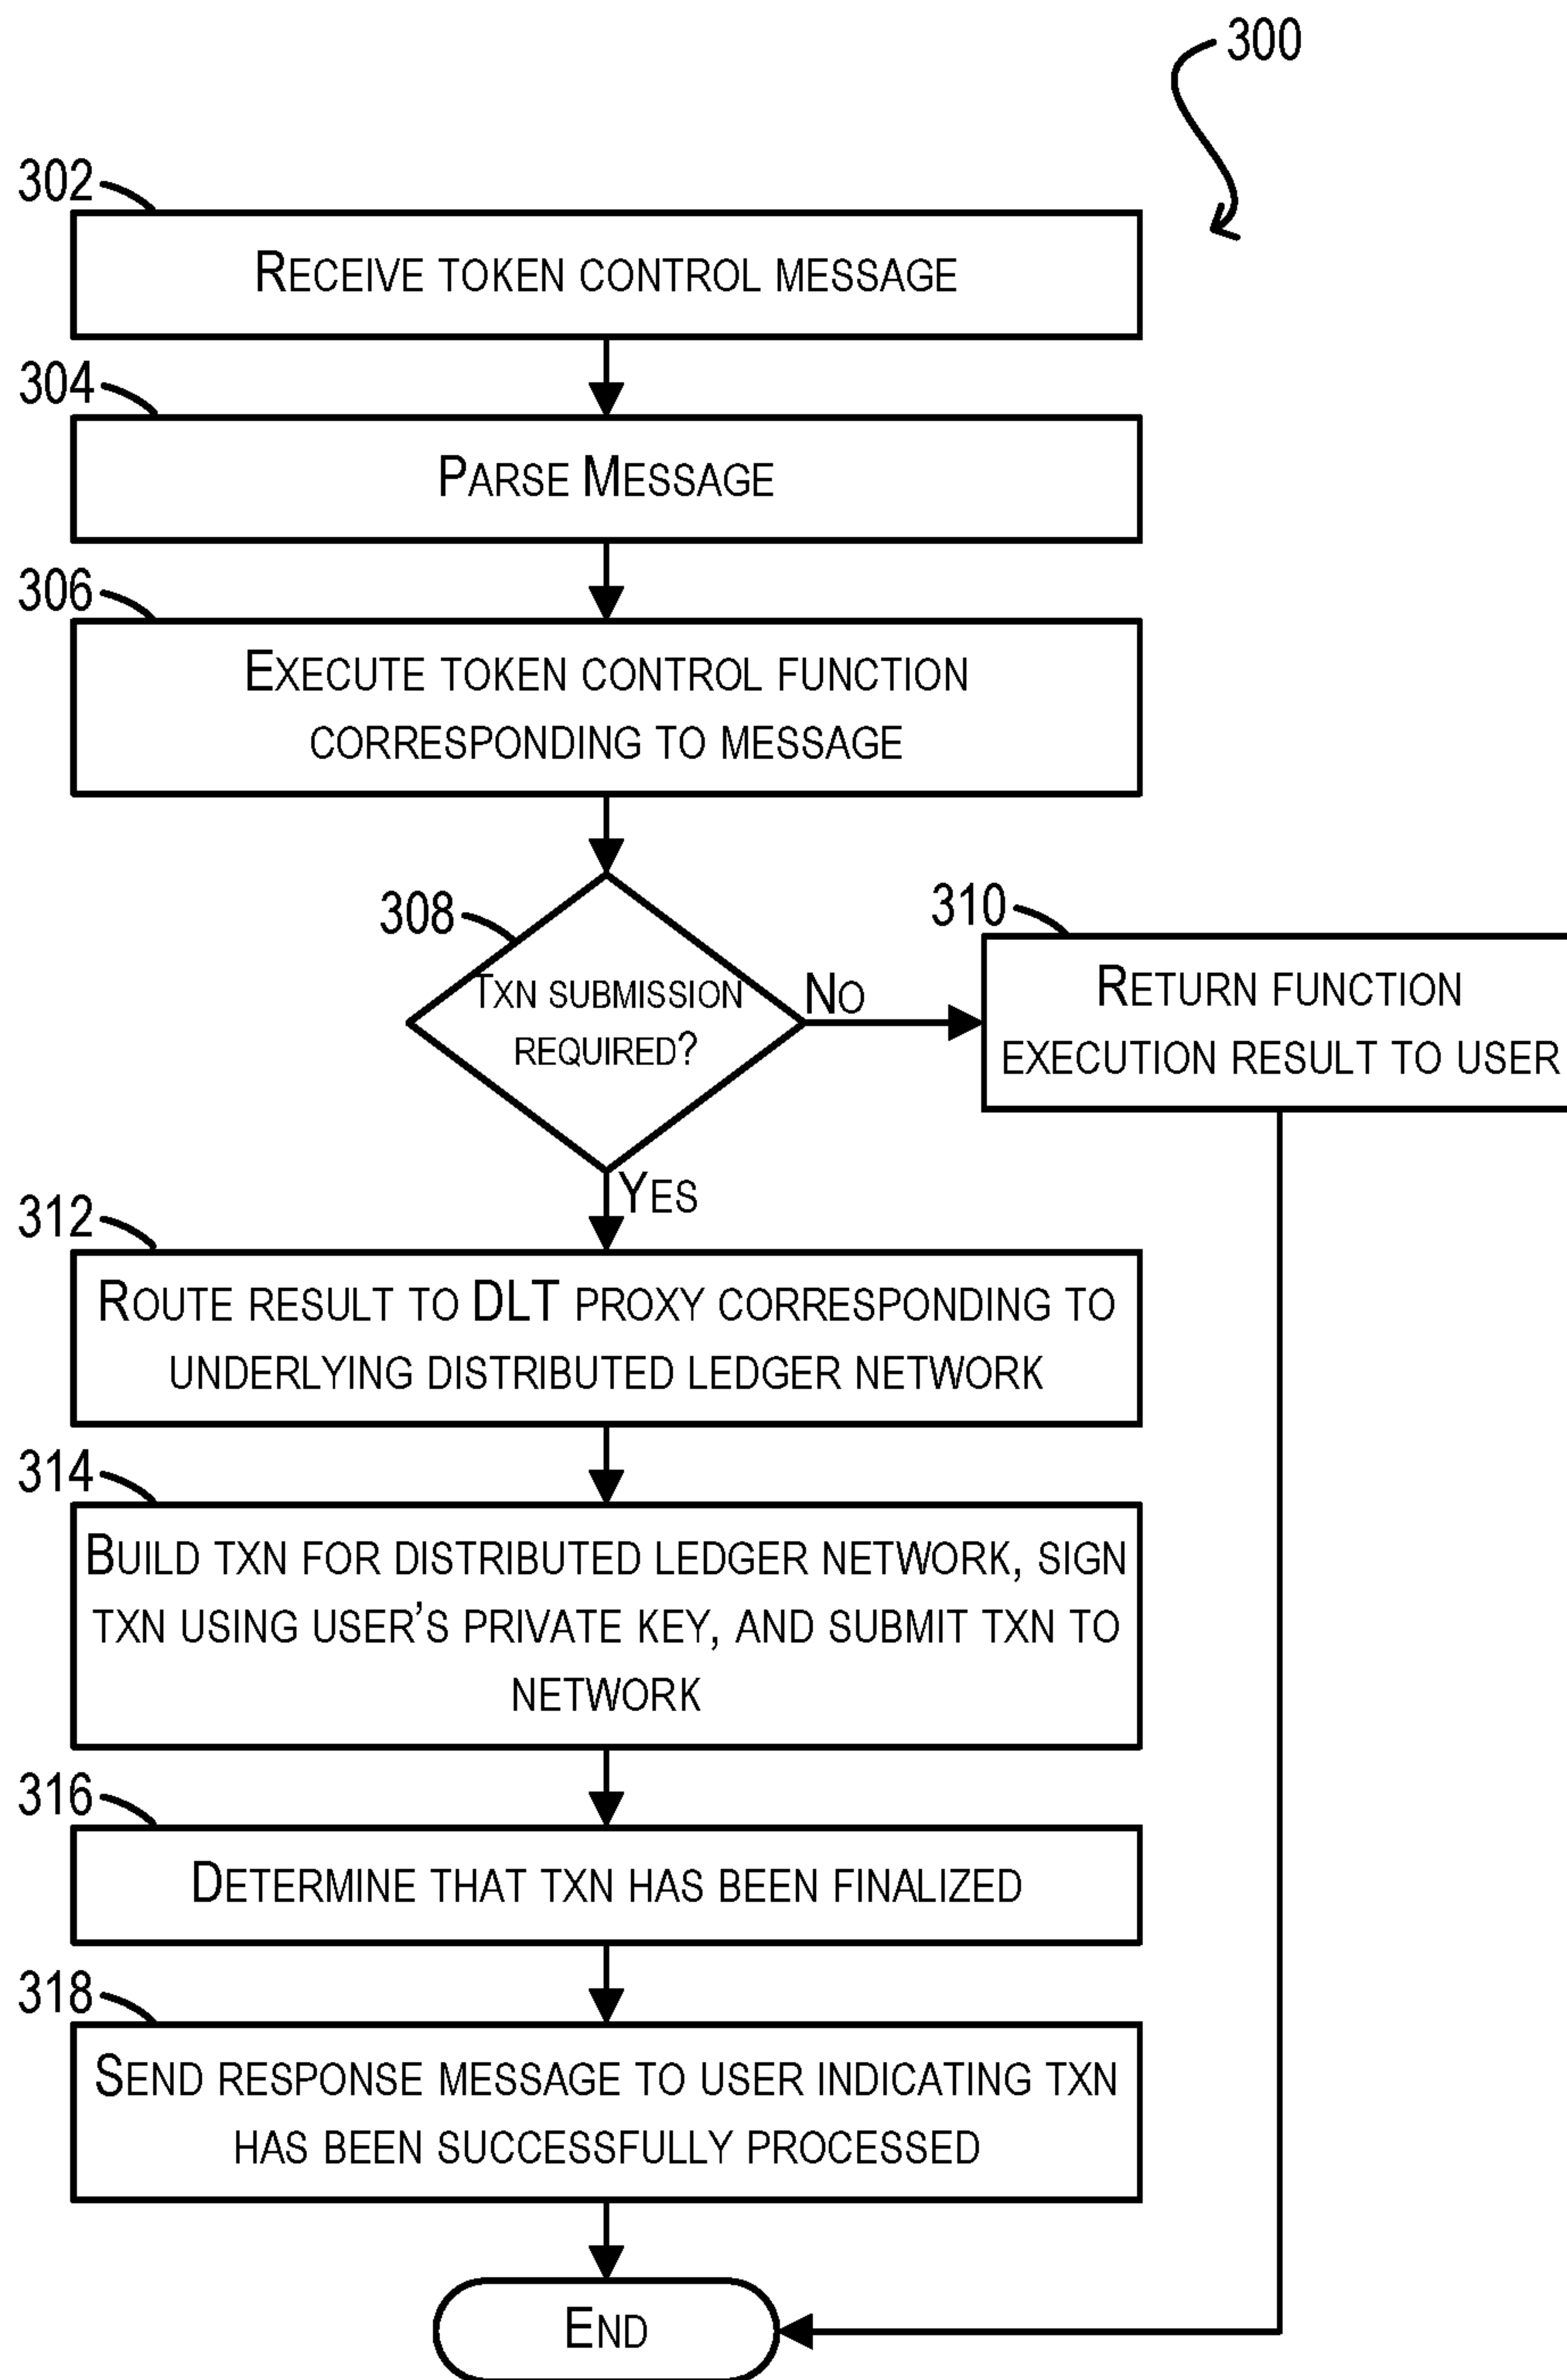 300
302
Receive token control message
304
Parse Message
306
Execute token control function
corresponding to message
308
Txn submission
required?
No
310
Return function
execution result to user
Yes
312
Route result to DLT proxy corresponding to
underlying distributed ledger network
314
Build txn for distributed ledger network, sign
txn using user's private key, and submit txn to
network
316
Determine that txn has been finalized
318
Send response message to user indicating txn
has been successfully processed
End